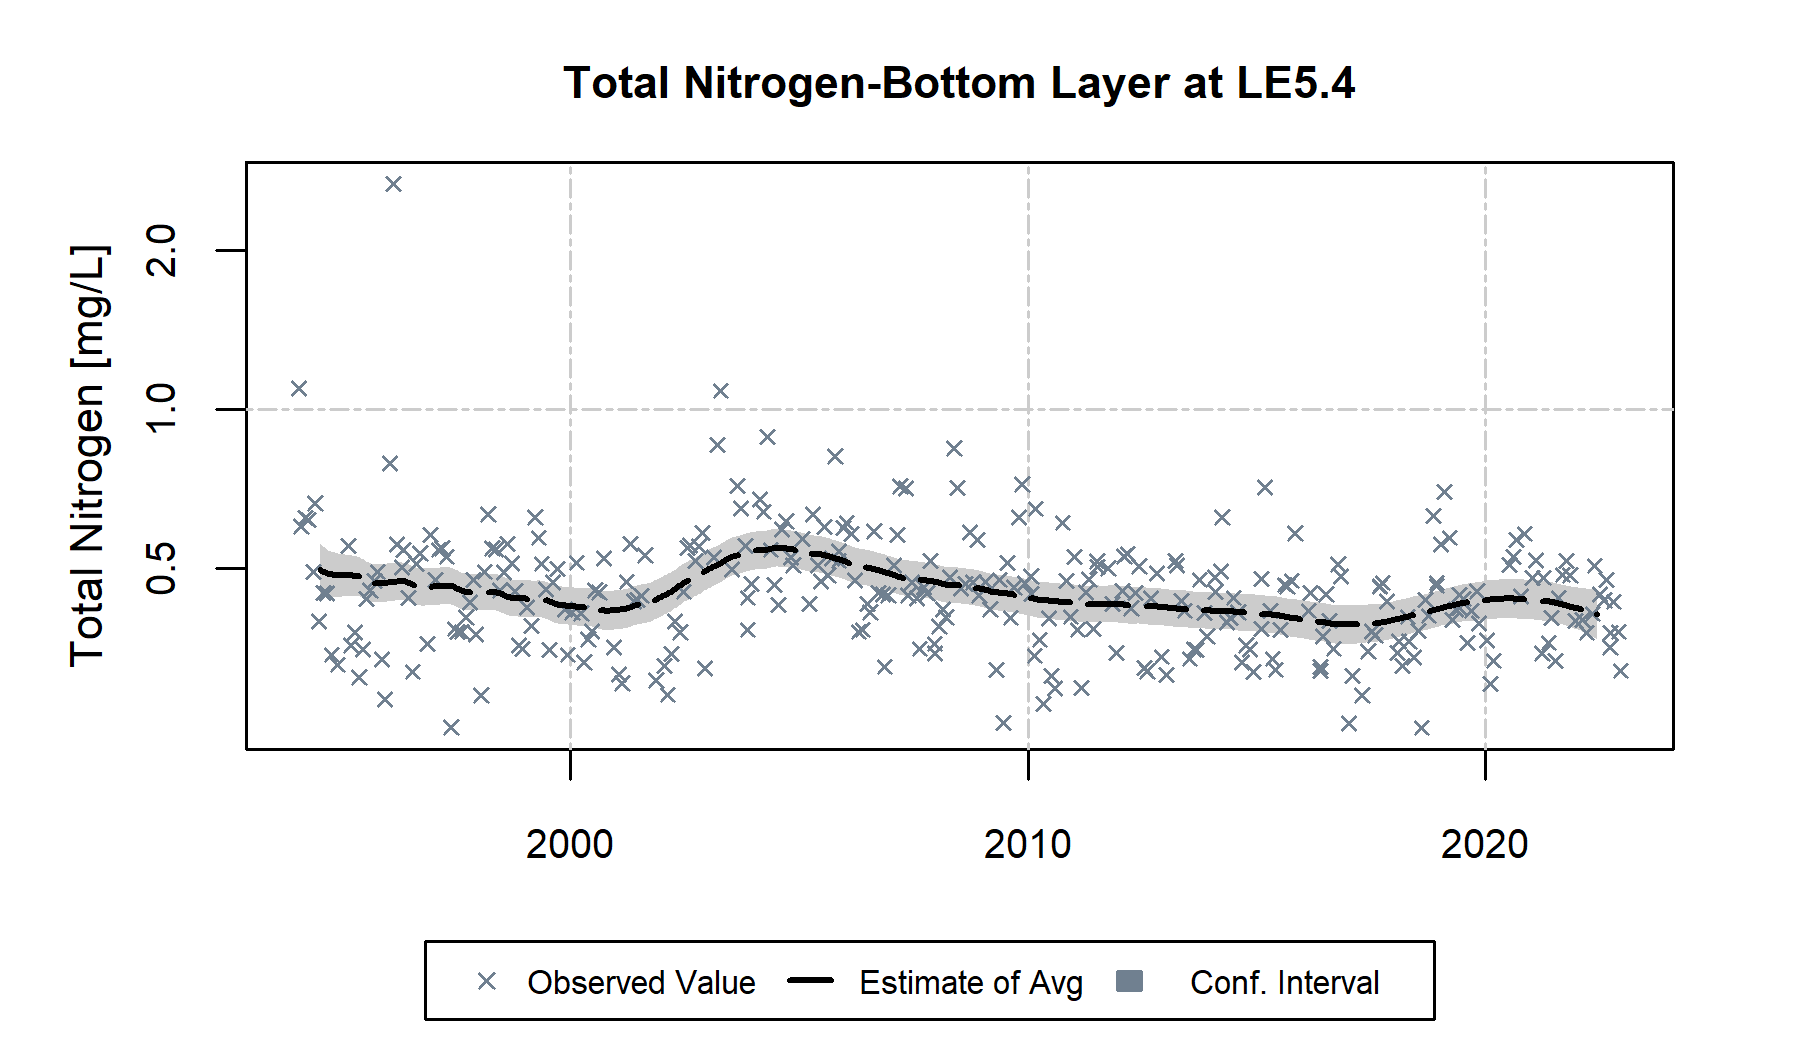 Total Nitrogen-Bottom Layer at LE5.4
Total Nitrogen [mg/L]
2.0
1.0
0.5
2000
2010
2020
Observed Value
Estimate of Avg
Conf. Interval